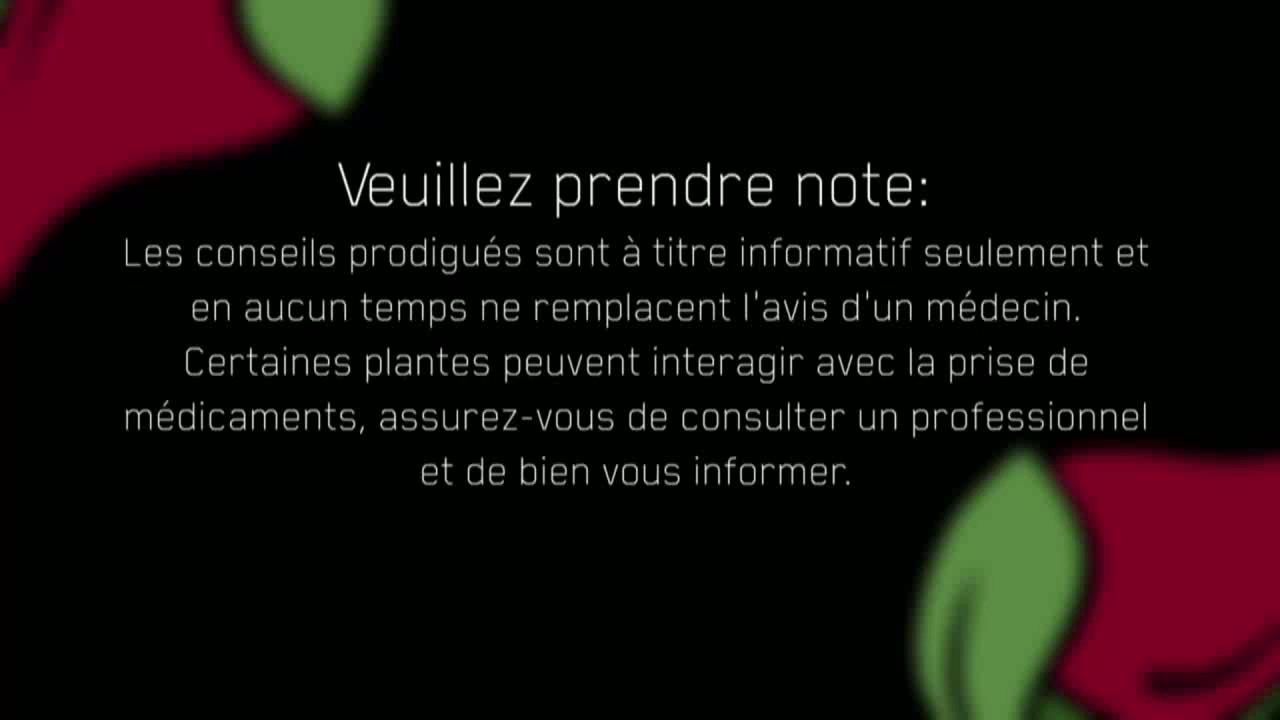 Veuillez prendre note:
Les conseils prodigués sont à titre informatif seulement et
en aucun temps ne remplacent l'avis d'un médecin.
Certaines plantes peuvent interagir avec la prise de
médicaments, assurez-vous de consulter un professionnel
et de bien vous informer.